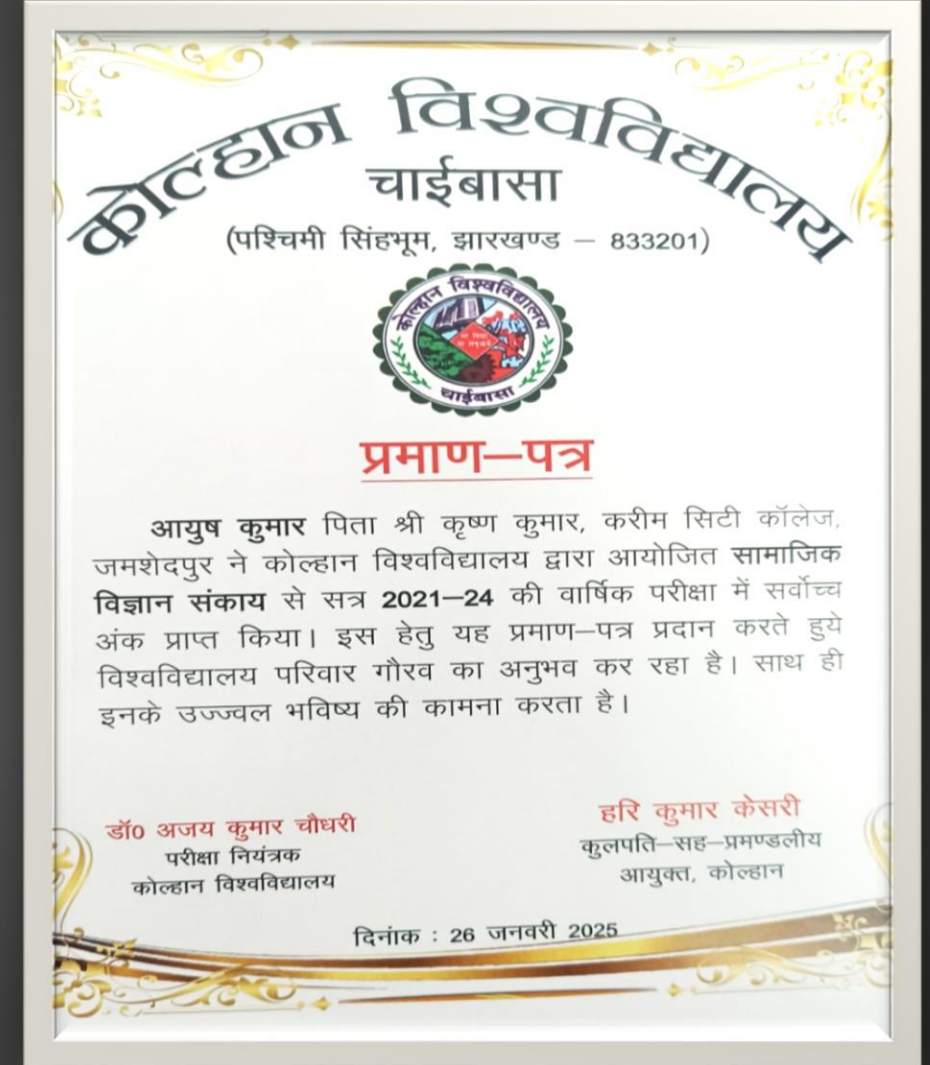 कोल्हान विश्वविद्यालय
चाईबासा
(पश्चिमी सिंहभूम, झारखण्ड – 833201)
कोल्हान विश्वविद्यालय
चाईबासा
प्रमाण–पत्र
आयुष कुमार पिता श्री कृष्ण कुमार, करीम सिटी कॉलेज,
जमशेदपुर ने कोल्हान विश्वविद्यालय द्वारा आयोजित सामाजिक
विज्ञान संकाय से सत्र 2021–24 की वार्षिक परीक्षा में सर्वोच्च
अंक प्राप्त किया। इस हेतु यह प्रमाण–पत्र प्रदान करते हुये
विश्वविद्यालय परिवार गौरव का अनुभव कर रहा है। साथ ही
इनके उज्ज्वल भविष्य की कामना करता है।
डॉ0 अजय कुमार चौधरी
परीक्षा नियंत्रक
कोल्हान विश्वविद्यालय
हरि कुमार केसरी
कुलपति–सह–प्रमण्डलीय
आयुक्त, कोल्हान
दिनांक : 26 जनवरी 2025